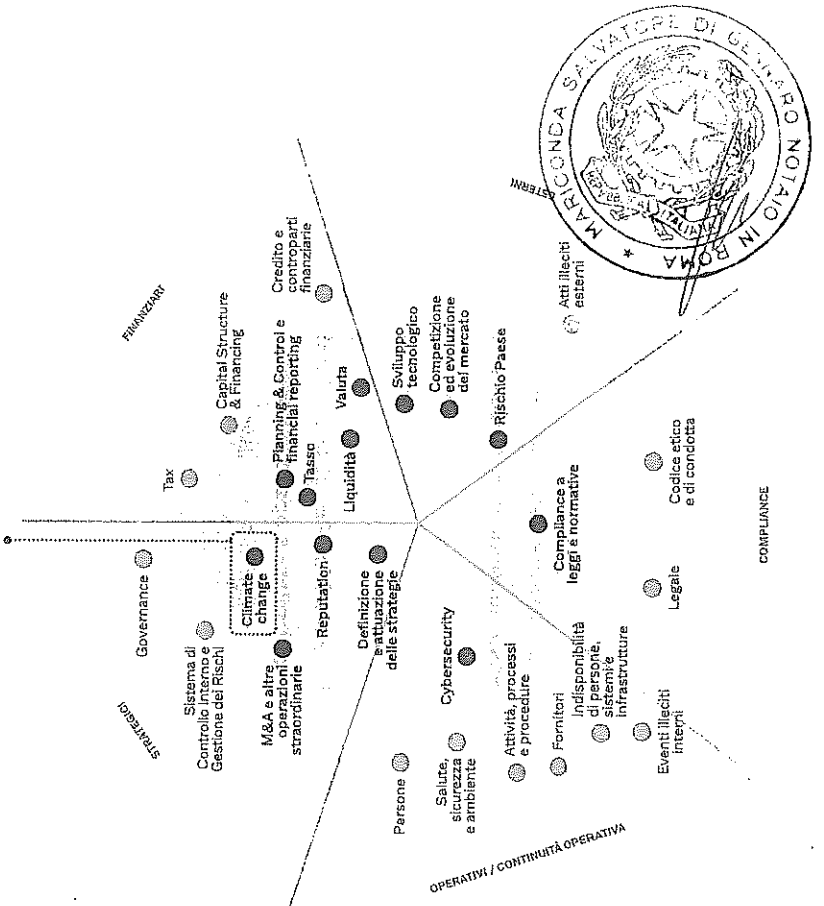 STRATEGICI
Governance
Sistema di
Controllo Interno e
Gestione dei Rischi
Climate
change
M&A e altre
operazioni
straordinarie
Reputation
Definizione
e attuazione
delle strategie
FINANZIARI
Tax
Capital Structure
& Financing
Planning & Control e
financial reporting
Tasso
Credito e
controparti
finanziarie
Liquidità
Valuta
ESTERNI
Sviluppo
tecnologico
Competizione
ed evoluzione
del mercato
Rischio Paese
Atti illeciti
esterni
COMPLIANCE
Compliance a
leggi e normative
Legale
Codice etico
e di condotta
OPERATIVI / CONTINUITÀ OPERATIVA
Persone
Cybersecurity
Salute,
sicurezza
e ambiente
Attività, processi
e procedure
Fornitori
Indisponibilità
di persone,
sistemi e
infrastrutture
Eventi illeciti
interni
MARICONDA SALVATORE DI GENNARO NOTAIO IN ROMA ★
ITALIANA